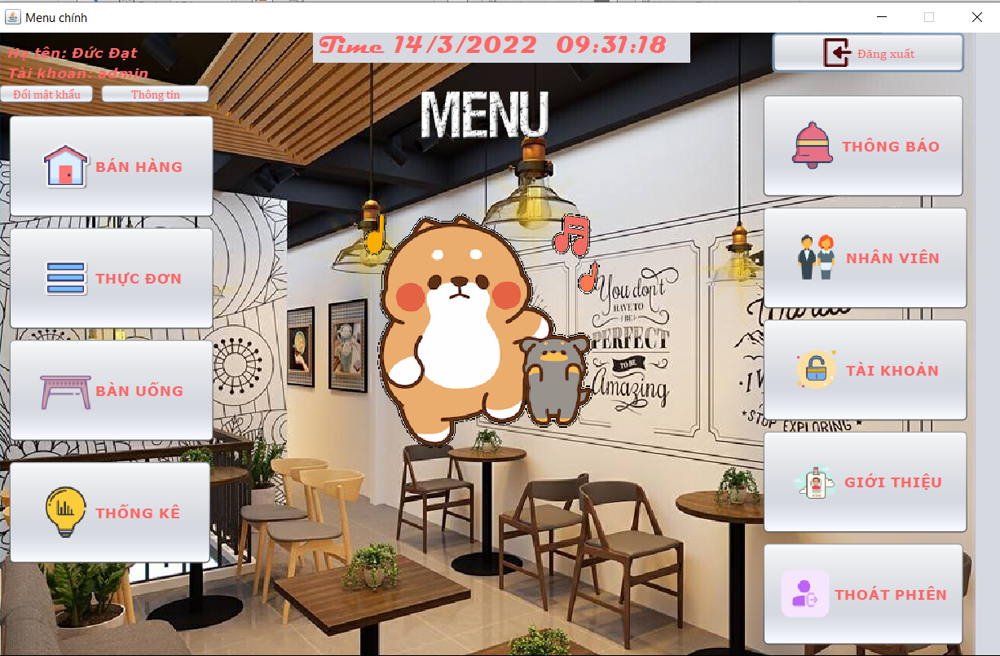 Menu chính
Time 14/3/2022 09:31:18
Họ tên: Đức Đạt
Tài khoản: admin
Đổi mật khẩu
Thông tin
Đăng xuất
MENU
BÁN HÀNG
THỰC ĐƠN
BÀN UỐNG
THỐNG KÊ
THÔNG BÁO
NHÂN VIÊN
TÀI KHOẢN
GIỚI THIỆU
THOÁT PHIÊN
You don't
HAVE TO
BE
PERFECT
TO BE
Amazing
*STOP EXPLORING*